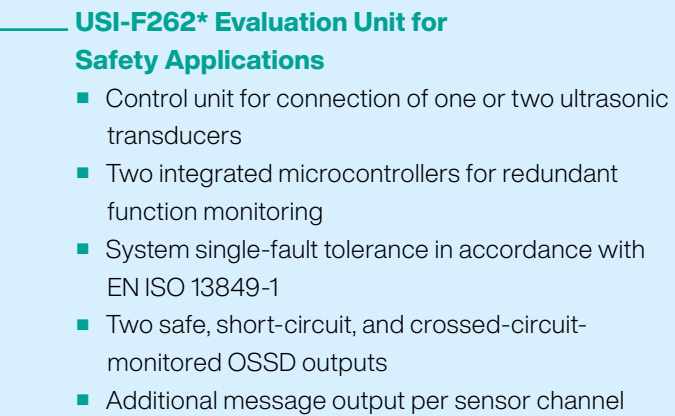 USI-F262* Evaluation Unit for
Safety Applications
▪ Control unit for connection of one or two ultrasonic
transducers
▪ Two integrated microcontrollers for redundant
function monitoring
▪ System single-fault tolerance in accordance with
EN ISO 13849-1
▪ Two safe, short-circuit, and crossed-circuit-
monitored OSSD outputs
▪ Additional message output per sensor channel